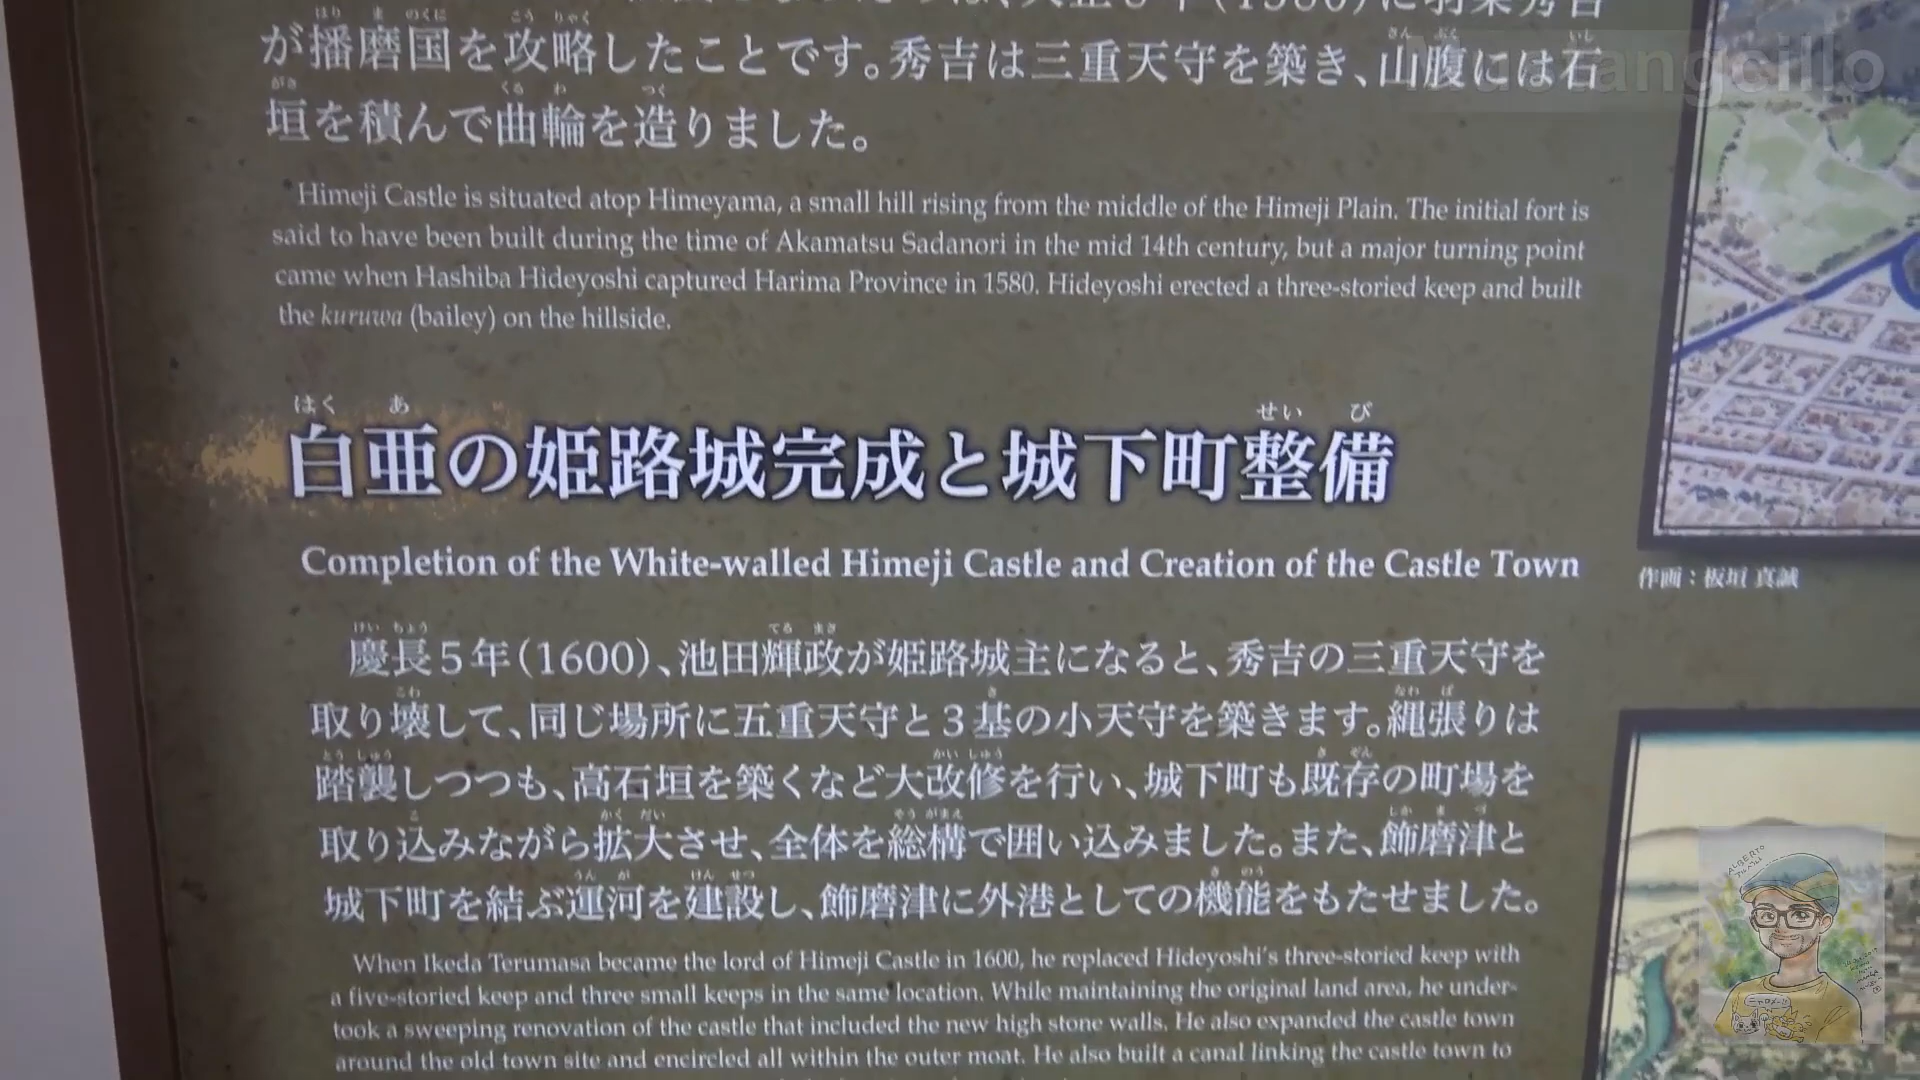 が播磨国を攻略したことです。秀吉は三重天守を築き、山腹には石
垣を積んで曲輪を造りました。
Himeji Castle is situated atop Himeyama, a small hill rising from the middle of the Himeji Plain. The initial fort is
said to have been built during the time of Akamatsu Sadanori in the mid 14th century, but a major turning point
came when Hashiba Hideyoshi captured Harima Province in 1580. Hideyoshi erected a three-storied keep and built
the kuruwa (bailey) on the hillside.
はく あ せい び
白亜の姫路城完成と城下町整備
Completion of the White-walled Himeji Castle and Creation of the Castle Town
作画：板垣 真誠
慶長5年(1600)、池田輝政が姫路城主になると、秀吉の三重天守を
取り壊して、同じ場所に五重天守と3基の小天守を築きます。縄張りは
踏襲しつつも、高石垣を築くなど大改修を行い、城下町も既存の町場を
取り込みながら拡大させ、全体を総構で囲い込みました。また、飾磨津と
城下町を結ぶ運河を建設し、飾磨津に外港としての機能をもたせました。
When Ikeda Terumasa became the lord of Himeji Castle in 1600, he replaced Hideyoshi's three-storied keep with
a five-storied keep and three small keeps in the same location. While maintaining the original land area, he under-
took a sweeping renovation of the castle that included the new high stone walls. He also expanded the castle town
around the old town site and encircled all within the outer moat. He also built a canal linking the castle town to
Mustangcillo
ALBERTO